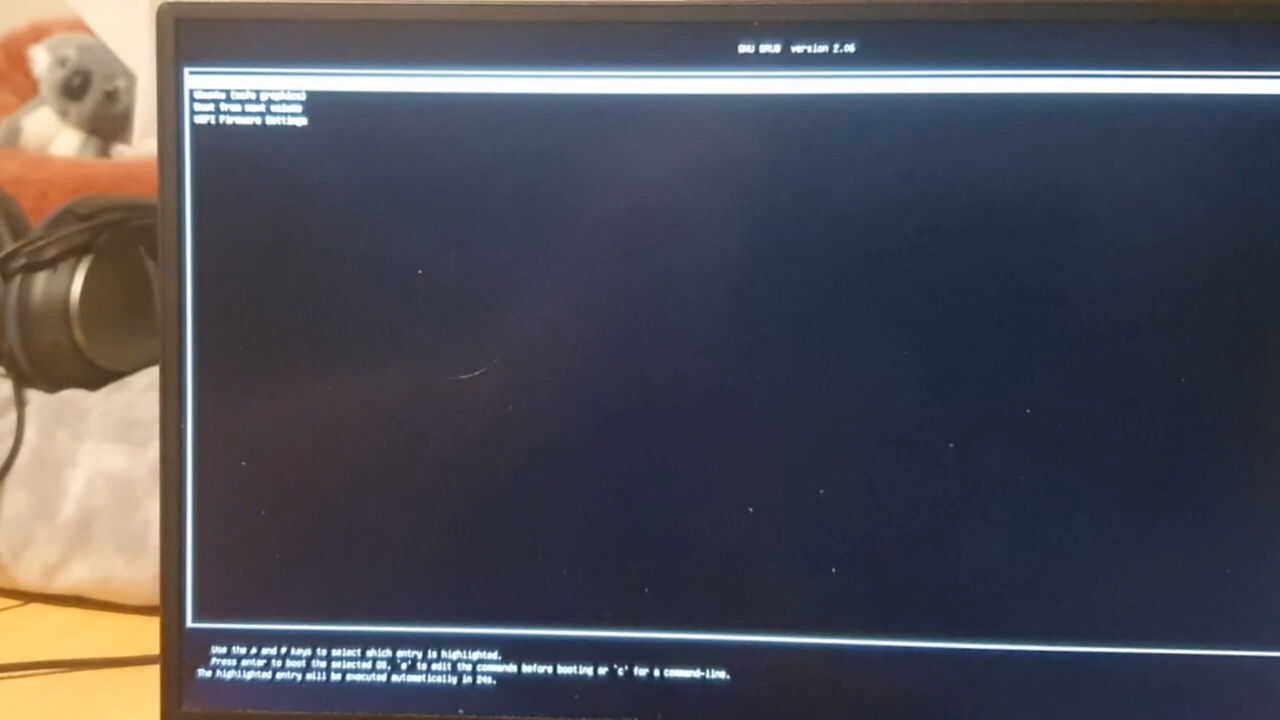 GNU GRUB version 2.06
Ubuntu (safe graphics)
Boot from next volume
UEFI Firmware Settings
Use the ▲ and ▼ keys to select which entry is highlighted.
Press enter to boot the selected OS, `e' to edit the commands before booting or `c' for a command-line.
The highlighted entry will be executed automatically in 24s.